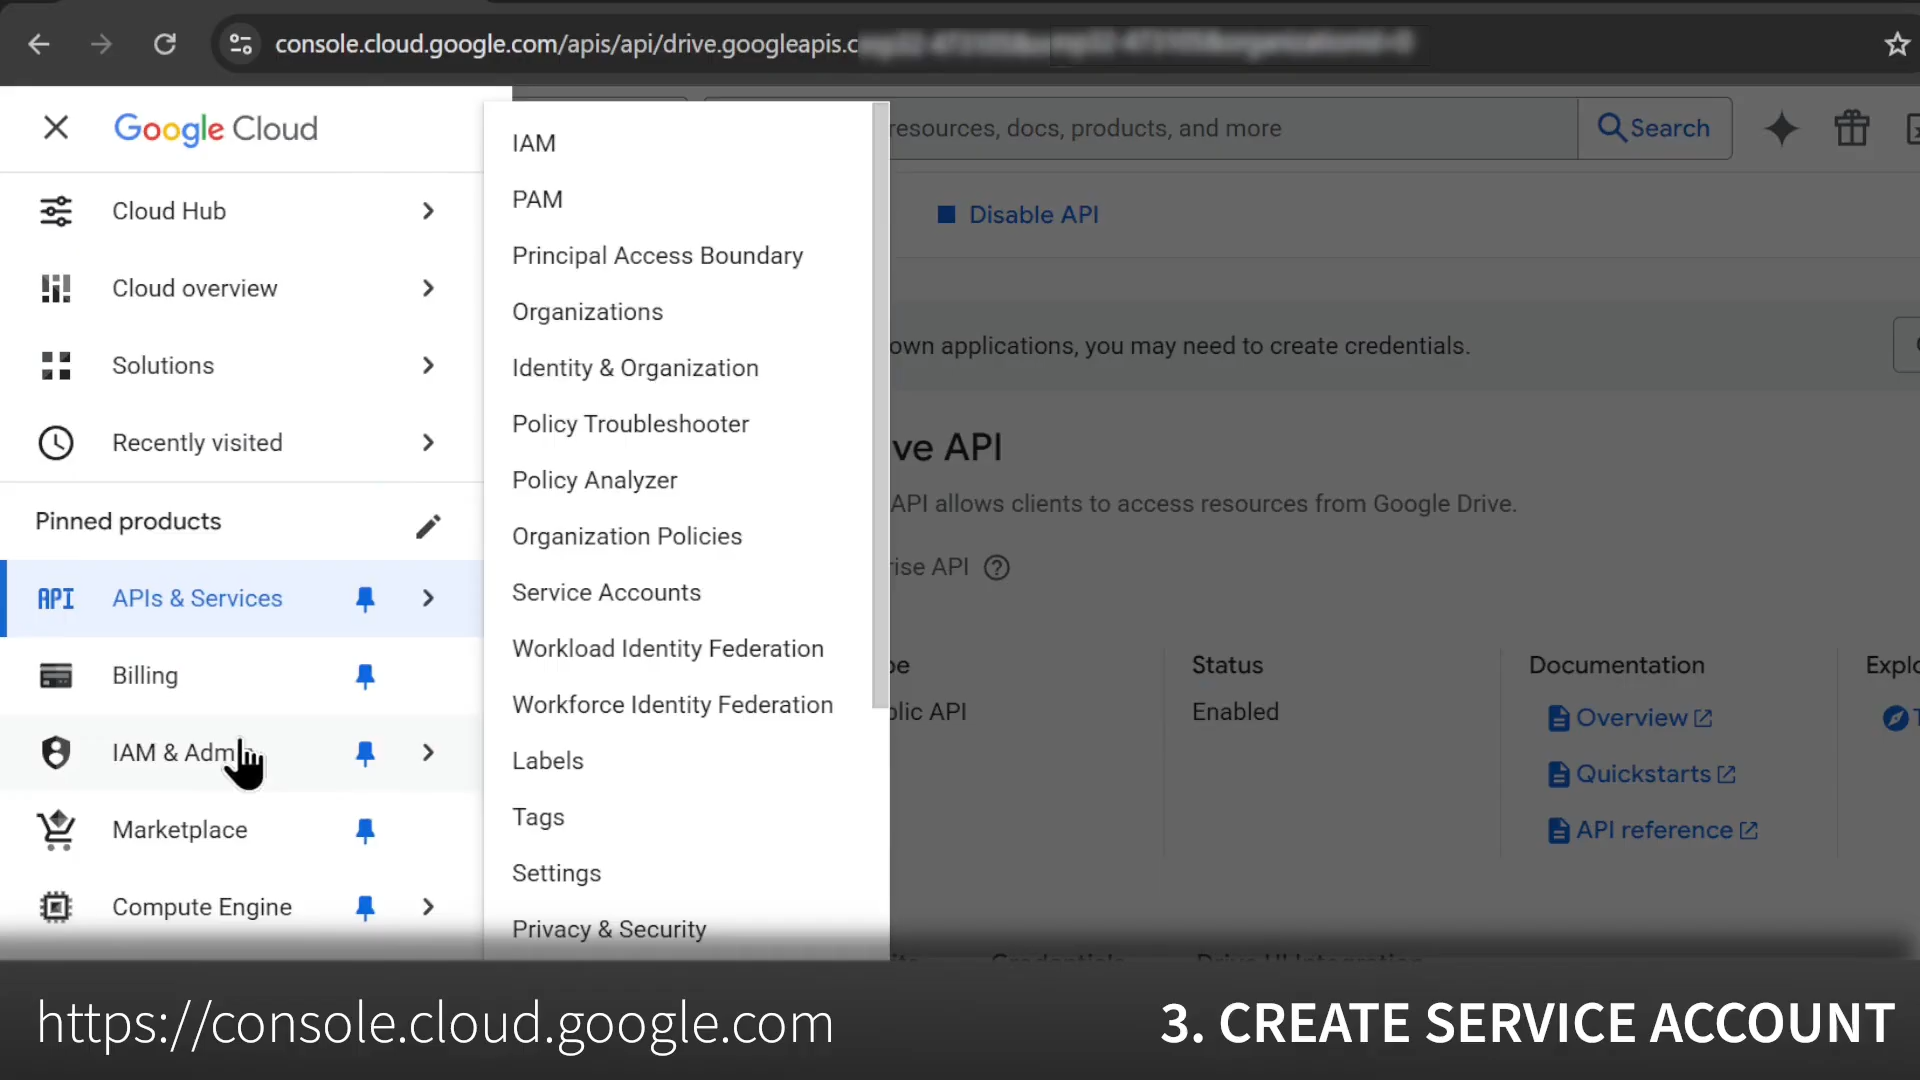 console.cloud.google.com/apis/api/drive.googleapis.c
Google Cloud
Cloud Hub
Cloud overview
Solutions
Recently visited
Pinned products
API APIs & Services
Billing
IAM & Adm
Marketplace
Compute Engine
IAM
PAM
Principal Access Boundary
Organizations
Identity & Organization
Policy Troubleshooter
Policy Analyzer
Organization Policies
Service Accounts
Workload Identity Federation
Workforce Identity Federation
Labels
Tags
Settings
Privacy & Security
resources, docs, products, and more
Search
Disable API
own applications, you may need to create credentials.
ve API
API allows clients to access resources from Google Drive.
rise API
pe
blic API
Status
Enabled
Documentation
Overview
Quickstarts
API reference
Explo
T
https://console.cloud.google.com
3. CREATE SERVICE ACCOUNT